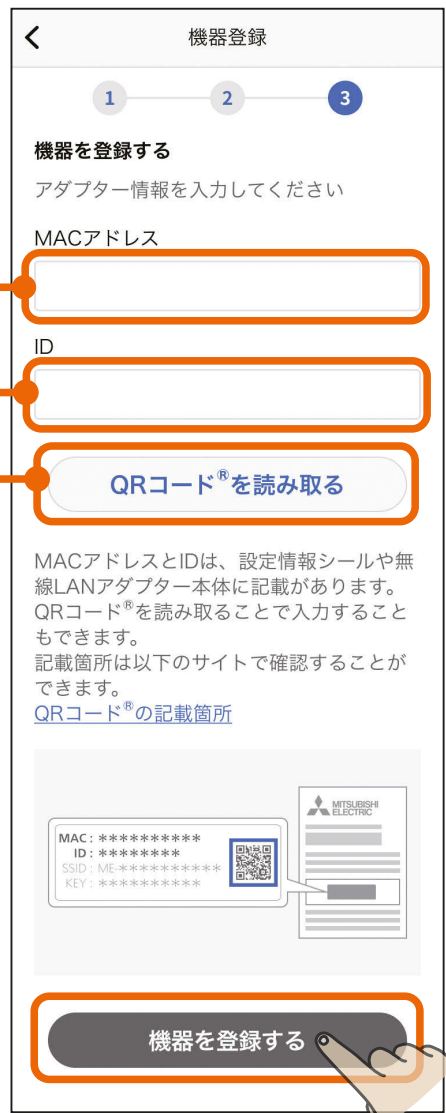 機器登録
1 2 3
機器を登録する
アダプター情報を入力してください
MACアドレス
ID
QRコード®を読み取る
MACアドレスとIDは、設定情報シールや無
線LANアダプター本体に記載があります。
QRコード®を読み取ることで入力すること
もできます。
記載箇所は以下のサイトで確認することが
できます。
QRコード®の記載箇所
MITSUBISHI
ELECTRIC
MAC : **********
ID : ********
SSID : ME-**********
KEY : **********
機器を登録する